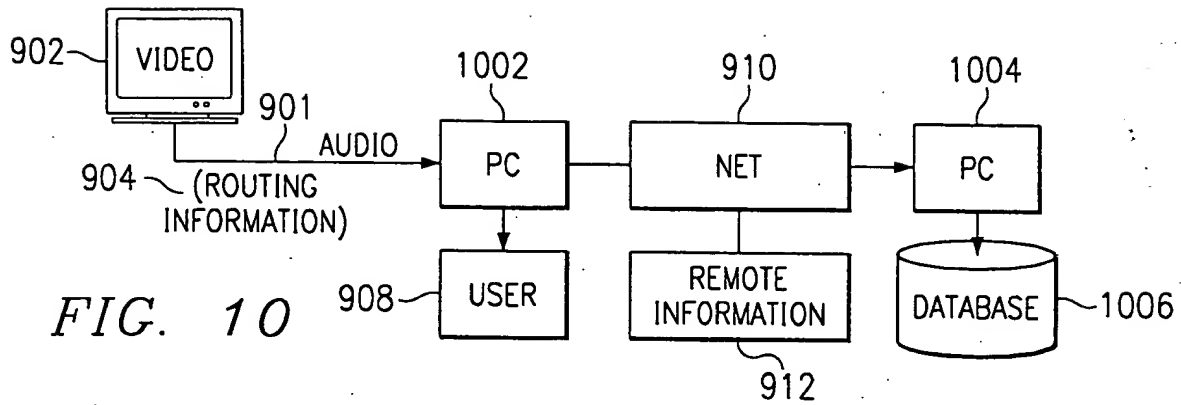 902
VIDEO
901
AUDIO
904
(ROUTING
INFORMATION)
1002
PC
910
NET
1004
PC
908
USER
REMOTE
INFORMATION
912
DATABASE
1006
FIG. 10